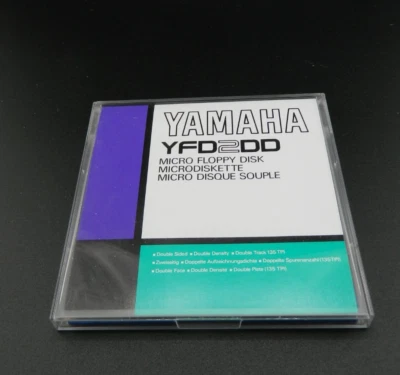 YAMAHA
YFD2DD
MICRO FLOPPY DISK
MICRODISKETTE
MICRO DISQUE SOUPLE
• Double Sided • Double Density • Double Track (135 TPI)
• Zweiseitig • Doppelte Aufzeichnungsdichte • Doppelte Spurenanzahl (135 TPI)
• Double Face • Double Densité • Double Piste (135 TPI)